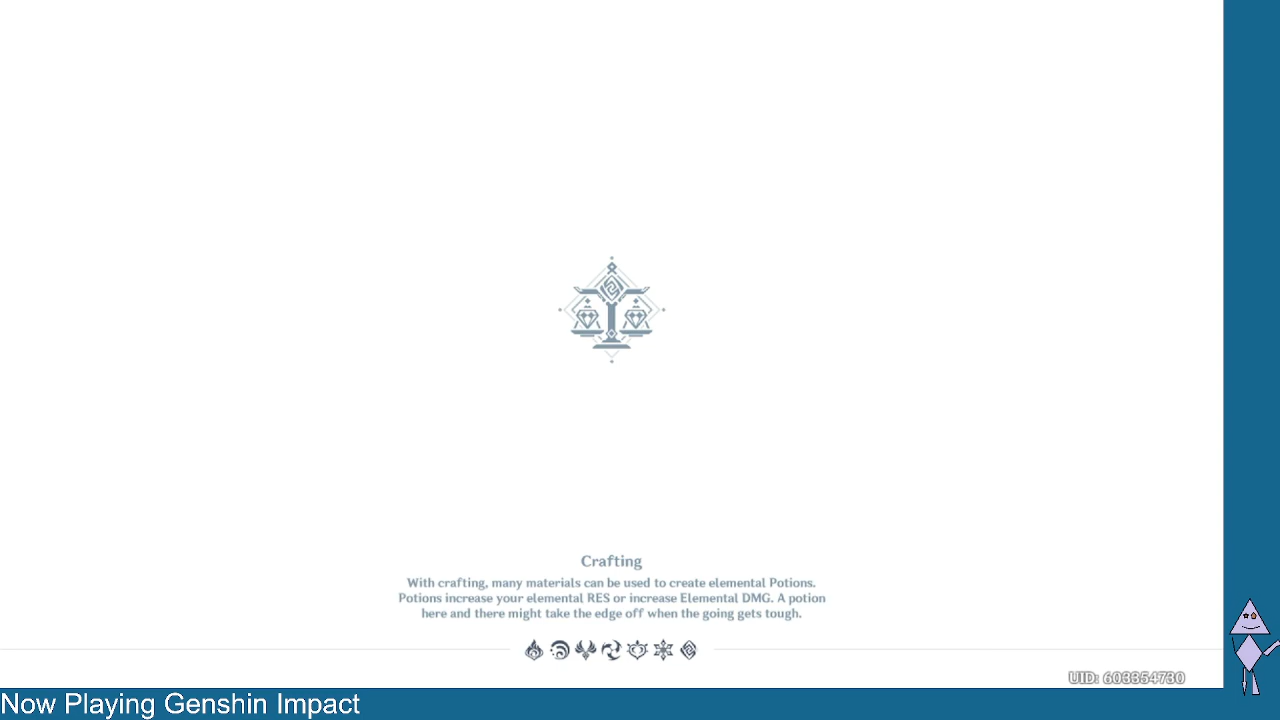 Crafting
With crafting, many materials can be used to create elemental Potions.
Potions increase your elemental RES or increase Elemental DMG. A potion
here and there might take the edge off when the going gets tough.
UID: 603354730
Now Playing Genshin Impact